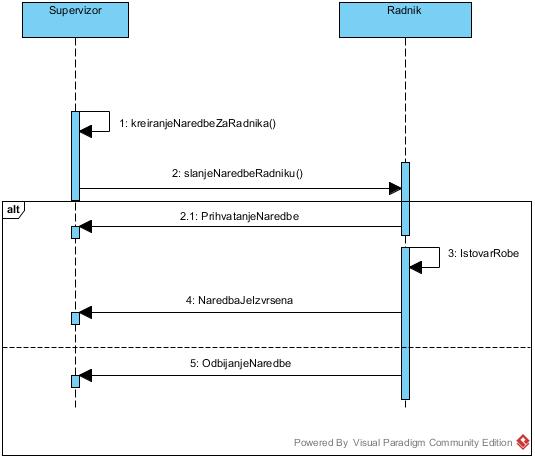 Supervizor
Radnik
1: kreiranjeNaredbeZaRadnika()
2: slanjeNaredbeRadniku()
alt
2.1: PrihvatanjeNaredbe
3: IstovarRobe
4: NaredbaJeIzvrsena
5: OdbijanjeNaredbe
Powered By Visual Paradigm Community Edition